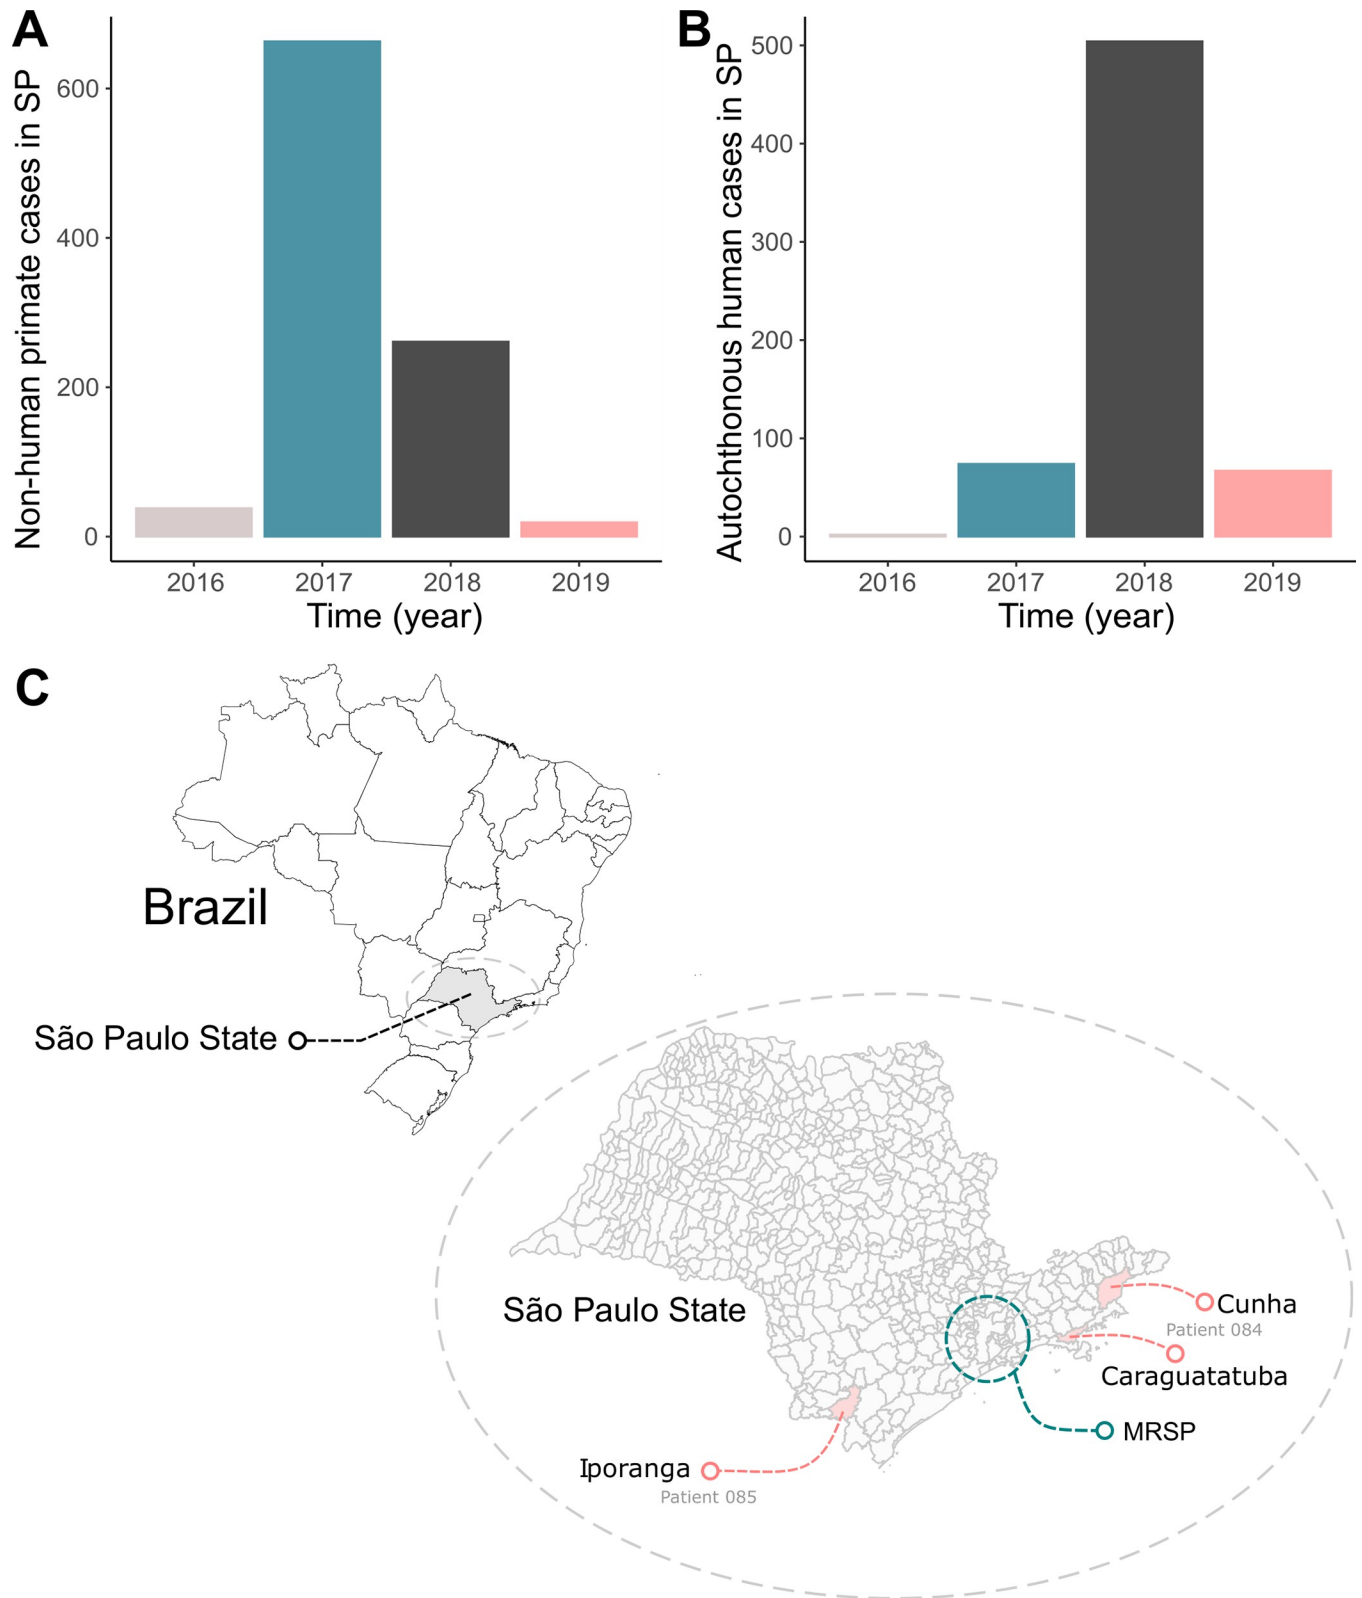 A
Non-human primate cases in SP
600
400
200
0
2016 2017 2018 2019
Time (year)
B
Autochthonous human cases in SP
500
400
300
200
100
0
2016 2017 2018 2019
Time (year)
C
Brazil
São Paulo State
São Paulo State
Cunha
Patient 084
Caraguatatuba
MRSP
Iporanga
Patient 085